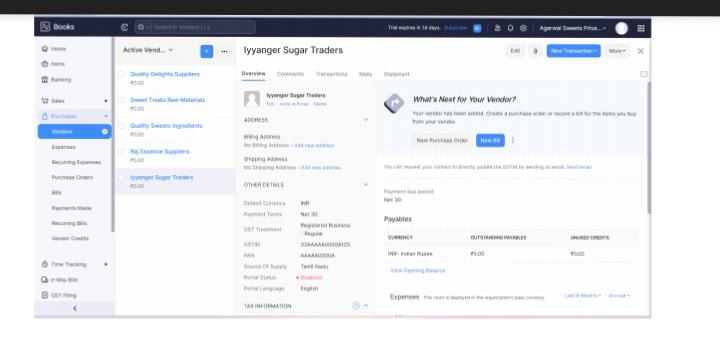 Books
Search in Vendors ( / )
Trial expires in 14 days. Subscribe
Agarwal Sweets Priva...
Home
Items
Banking
Sales
Purchases
Vendors
Expenses
Recurring Expenses
Purchase Orders
Bills
Payments Made
Recurring Bills
Vendor Credits
Time Tracking
e-Way Bills
GST Filing
Active Vend...
Quality Delights Suppliers
₹0.00
Sweet Treats Raw Materials
₹0.00
Quality Sweets Ingredients
₹0.00
Raj Essence Suppliers
₹0.00
Iyyanger Sugar Traders
₹0.00
Iyyanger Sugar Traders
Edit
New Transaction
More
Overview
Comments
Transactions
Mails
Statement
Iyyanger Sugar Traders
Edit
Invite to Portal
Delete
ADDRESS
Billing Address
No Billing Address - Add new address
Shipping Address
No Shipping Address - Add new address
OTHER DETAILS
Default Currency INR
Payment Terms Net 30
GST Treatment Registered Business - Regular
GSTIN 33AAAAA0000A1Z5
PAN AAAAA0000A
Source Of Supply Tamil Nadu
Portal Status Disabled
Portal Language English
TAX INFORMATION
What's Next for Your Vendor?
Your vendor has been added. Create a purchase order or record a bill for the items you buy
from your vendor.
New Purchase Order
New Bill
You can request your contact to directly update the GSTIN by sending an email. Send email
Payment due period
Net 30
Payables
CURRENCY OUTSTANDING PAYABLES UNUSED CREDITS
INR- Indian Rupee ₹0.00 ₹0.00
View Opening Balance
Expenses This chart is displayed in the organization's base currency.
Last 6 Months
Accrual